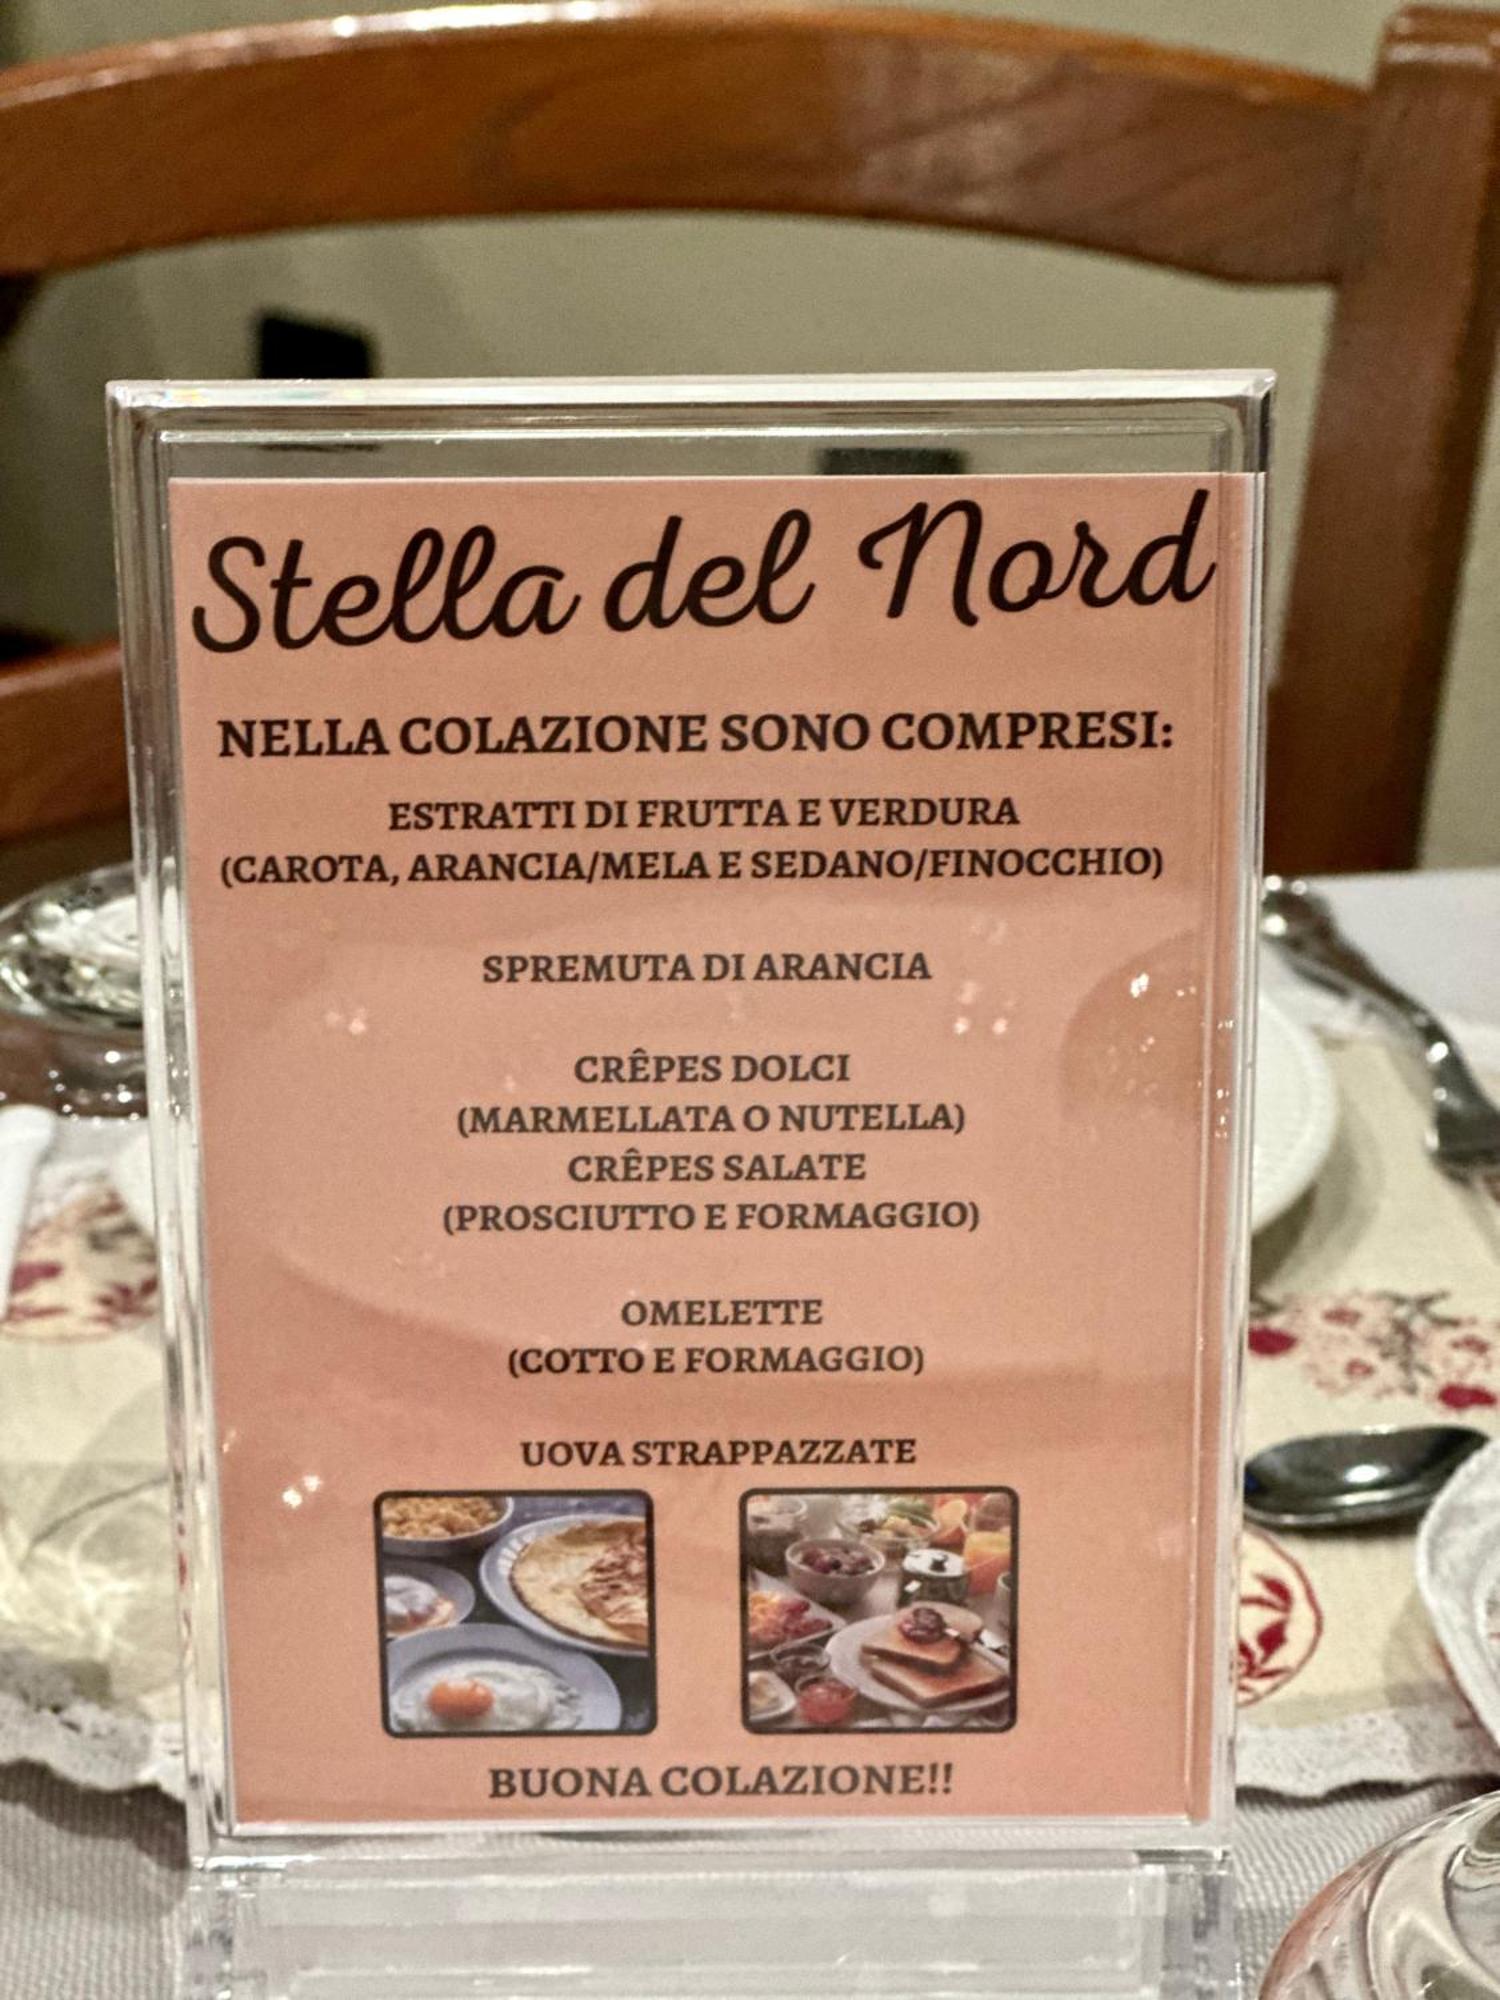 Stella del Nord
NELLA COLAZIONE SONO COMPRESI:
ESTRATTI DI FRUTTA E VERDURA
(CAROTA, ARANCIA/MELA E SEDANO/FINOCCHIO)
SPREMUTA DI ARANCIA
CRÊPES DOLCI
(MARMELLATA O NUTELLA)
CRÊPES SALATE
(PROSCIUTTO E FORMAGGIO)
OMELETTE
(COTTO E FORMAGGIO)
UOVA STRAPPAZZATE
BUONA COLAZIONE!!